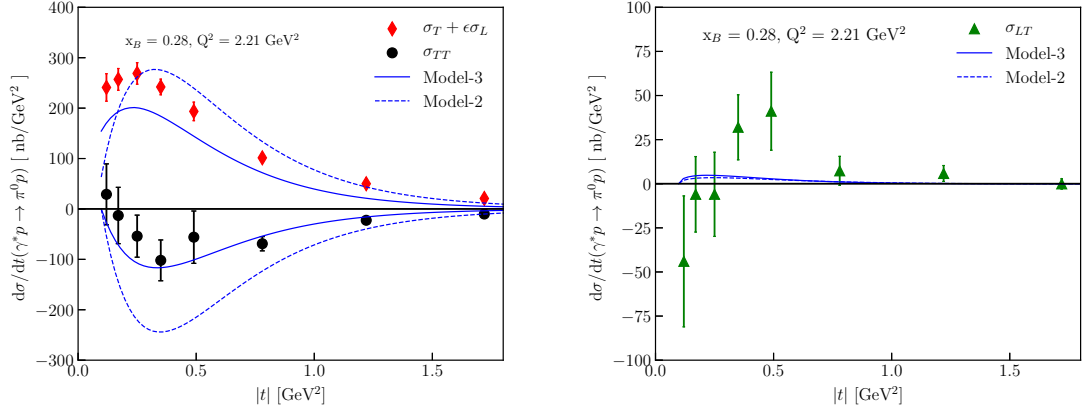 dσ/dt(γ*p → π⁰p) [ nb/GeV²]
400
300
200
100
0
−100
−200
−300
x_B = 0.28, Q² = 2.21 GeV²
σ_T + ϵσ_L
σ_TT
Model-3
Model-2
0.0 0.5 1.0 1.5
|t| [GeV²]
dσ/dt(γ*p → π⁰p) [ nb/GeV²]
100
75
50
25
0
−25
−50
−75
−100
x_B = 0.28, Q² = 2.21 GeV²
σ_LT
Model-3
Model-2
0.0 0.5 1.0 1.5
|t| [GeV²]